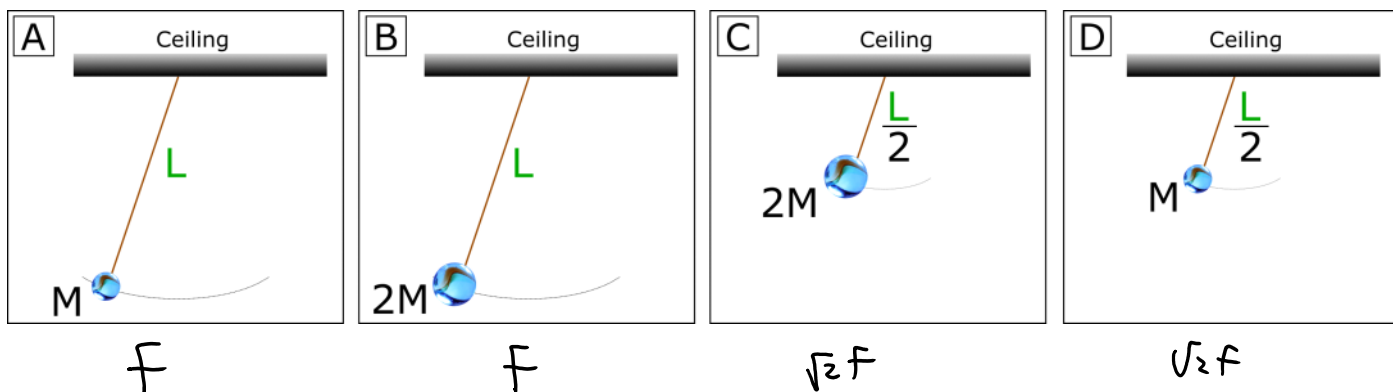 A Ceiling L M
B Ceiling L 2M
C Ceiling L/2 2M
D Ceiling L/2 M
F F √2 F √2 F